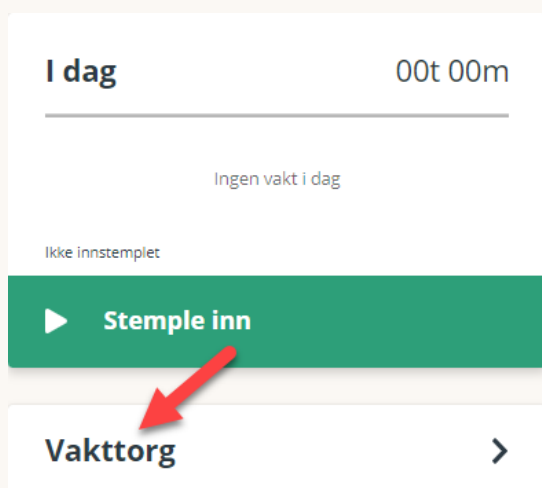 I dag 00t 00m
Ingen vakt i dag
Ikke innstemplet
Stemple inn
Vakttorg